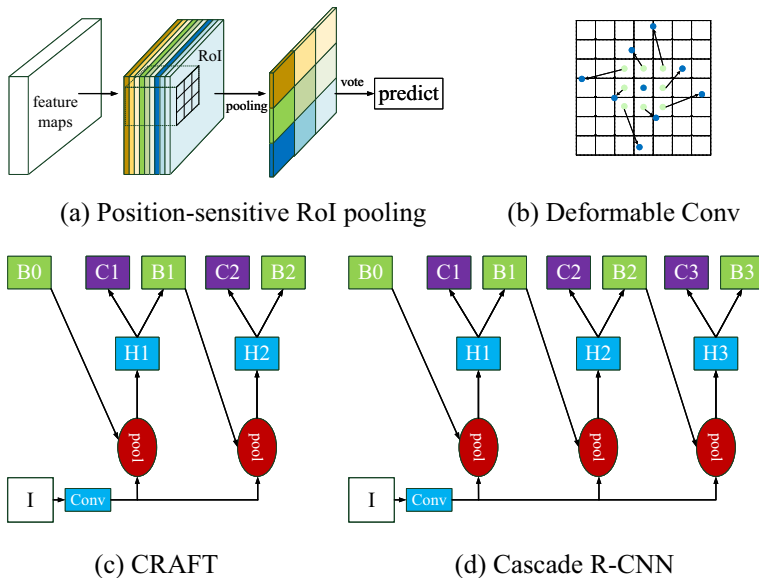 RoI
feature
maps
pooling
vote
predict
(a) Position-sensitive RoI pooling
(b) Deformable Conv
B0 C1 B1 C2 B2
H1 H2
pool pool
I Conv
(c) CRAFT
B0 C1 B1 C2 B2 C3 B3
H1 H2 H3
pool pool pool
I Conv
(d) Cascade R-CNN